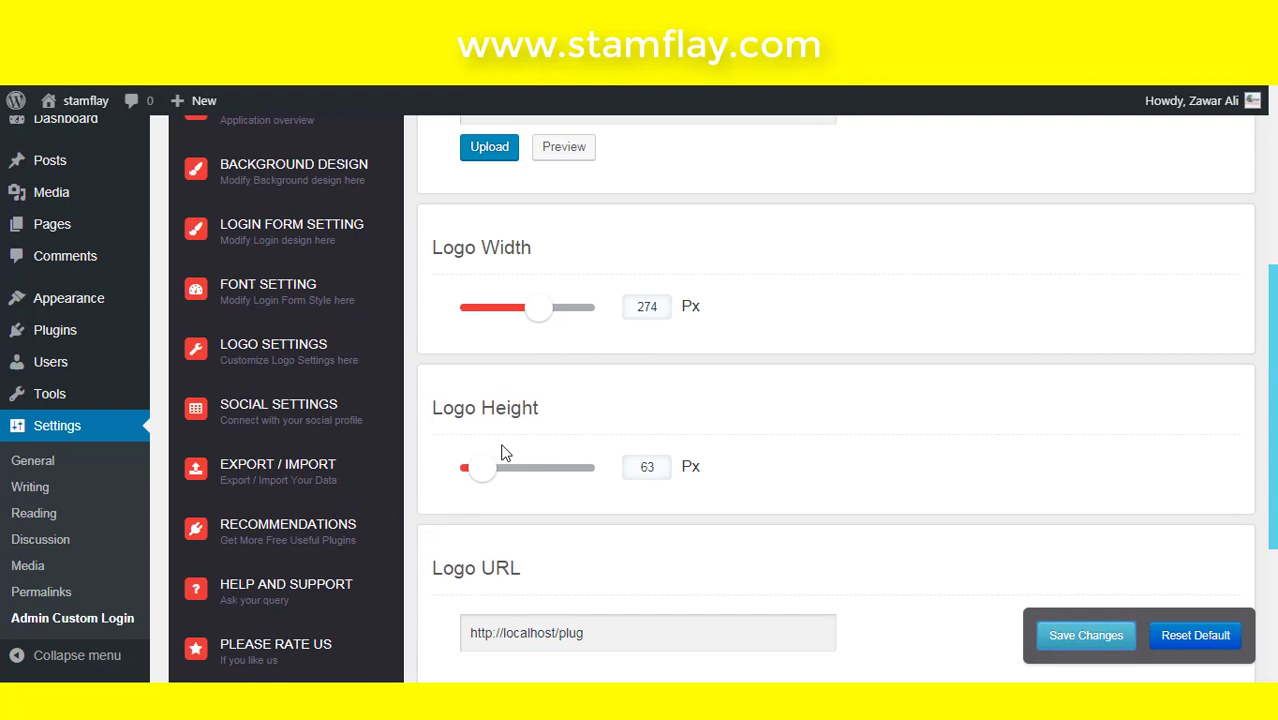 www.stamflay.com
stamflay
0
New
Howdy, Zawar Ali
Dashboard
Posts
Media
Pages
Comments
Appearance
Plugins
Users
Tools
Settings
General
Writing
Reading
Discussion
Media
Permalinks
Admin Custom Login
Collapse menu
Application overview
BACKGROUND DESIGN
Modify Background design here
LOGIN FORM SETTING
Modify Login design here
FONT SETTING
Modify Login Form Style here
LOGO SETTINGS
Customize Logo Settings here
SOCIAL SETTINGS
Connect with your social profile
EXPORT / IMPORT
Export / Import Your Data
RECOMMENDATIONS
Get More Free Useful Plugins
HELP AND SUPPORT
Ask your query
PLEASE RATE US
If you like us
Upload
Preview
Logo Width
274 Px
Logo Height
63 Px
Logo URL
http://localhost/plug
Save Changes
Reset Default